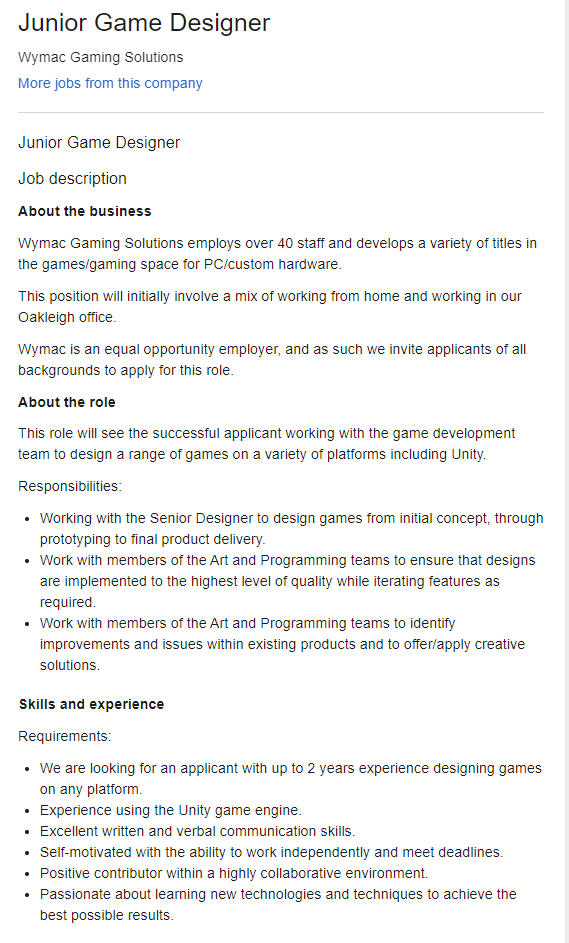 Junior Game Designer
Wymac Gaming Solutions
More jobs from this company
Junior Game Designer
Job description
About the business
Wymac Gaming Solutions employs over 40 staff and develops a variety of titles in
the games/gaming space for PC/custom hardware.
This position will initially involve a mix of working from home and working in our
Oakleigh office.
Wymac is an equal opportunity employer, and as such we invite applicants of all
backgrounds to apply for this role.
About the role
This role will see the successful applicant working with the game development
team to design a range of games on a variety of platforms including Unity.
Responsibilities:
• Working with the Senior Designer to design games from initial concept, through
prototyping to final product delivery.
• Work with members of the Art and Programming teams to ensure that designs
are implemented to the highest level of quality while iterating features as
required.
• Work with members of the Art and Programming teams to identify
improvements and issues within existing products and to offer/apply creative
solutions.
Skills and experience
Requirements:
• We are looking for an applicant with up to 2 years experience designing games
on any platform.
• Experience using the Unity game engine.
• Excellent written and verbal communication skills.
• Self-motivated with the ability to work independently and meet deadlines.
• Positive contributor within a highly collaborative environment.
• Passionate about learning new technologies and techniques to achieve the
best possible results.